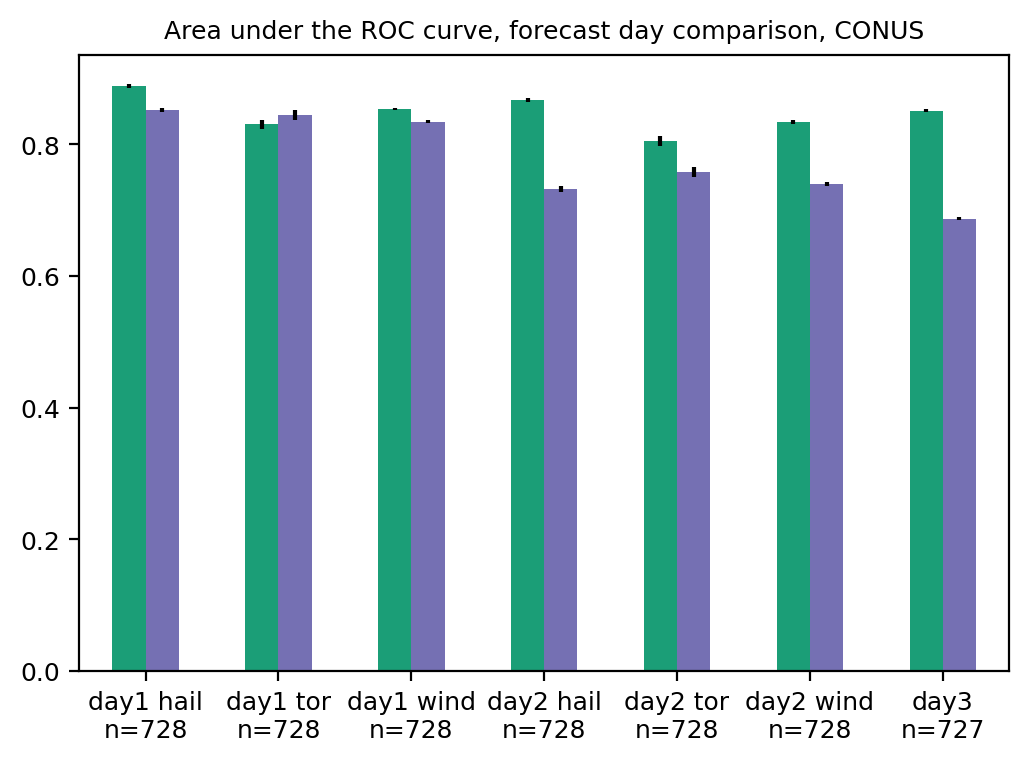 Area under the ROC curve, forecast day comparison, CONUS
0.8
0.6
0.4
0.2
0.0
day1 hail day1 tor day1 wind day2 hail day2 tor day2 wind day3
n=728 n=728 n=728 n=728 n=728 n=728 n=727